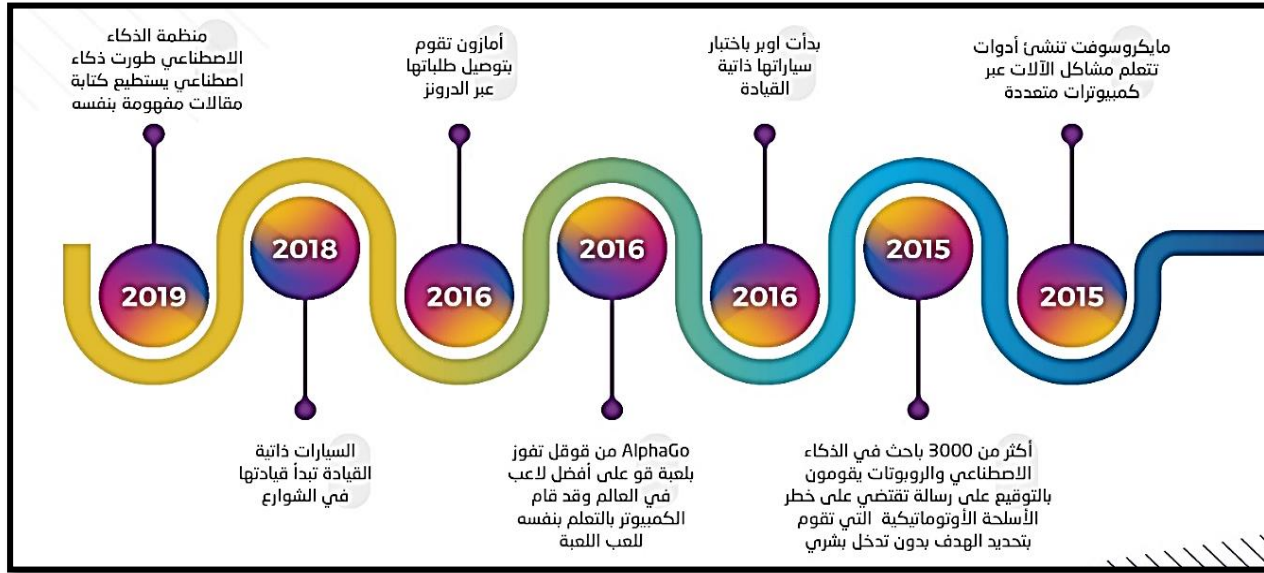 مايكروسوفت تنشئ أدوات
تتعلم مشاكل الآلات عبر
كمبيوترات متعددة
2015
2015
أكثر من 3000 باحث في الذكاء
الاصطناعي والروبوتات يقومون
بالتوقيع على رسالة تقتضي على خطر
الأسلحة الأوتوماتيكية التي تقوم
بتحديد الهدف بدون تدخل بشري
بدأت اوبر باختبار
سياراتها ذاتية
القيادة
2016
2016
AlphaGo من قوقل تفوز
بلعبة قو على أفضل لاعب
في العالم وقد قام
الكمبيوتر بالتعلم بنفسه
للعب اللعبة
أمازون تقوم
بتوصيل طلباتها
عبر الدرونز
2016
2018
السيارات ذاتية
القيادة تبدأ قيادتها
في الشوارع
منظمة الذكاء
الاصطناعي طورت ذكاء
اصطناعي يستطيع كتابة
مقالات مفهومة بنفسه
2019